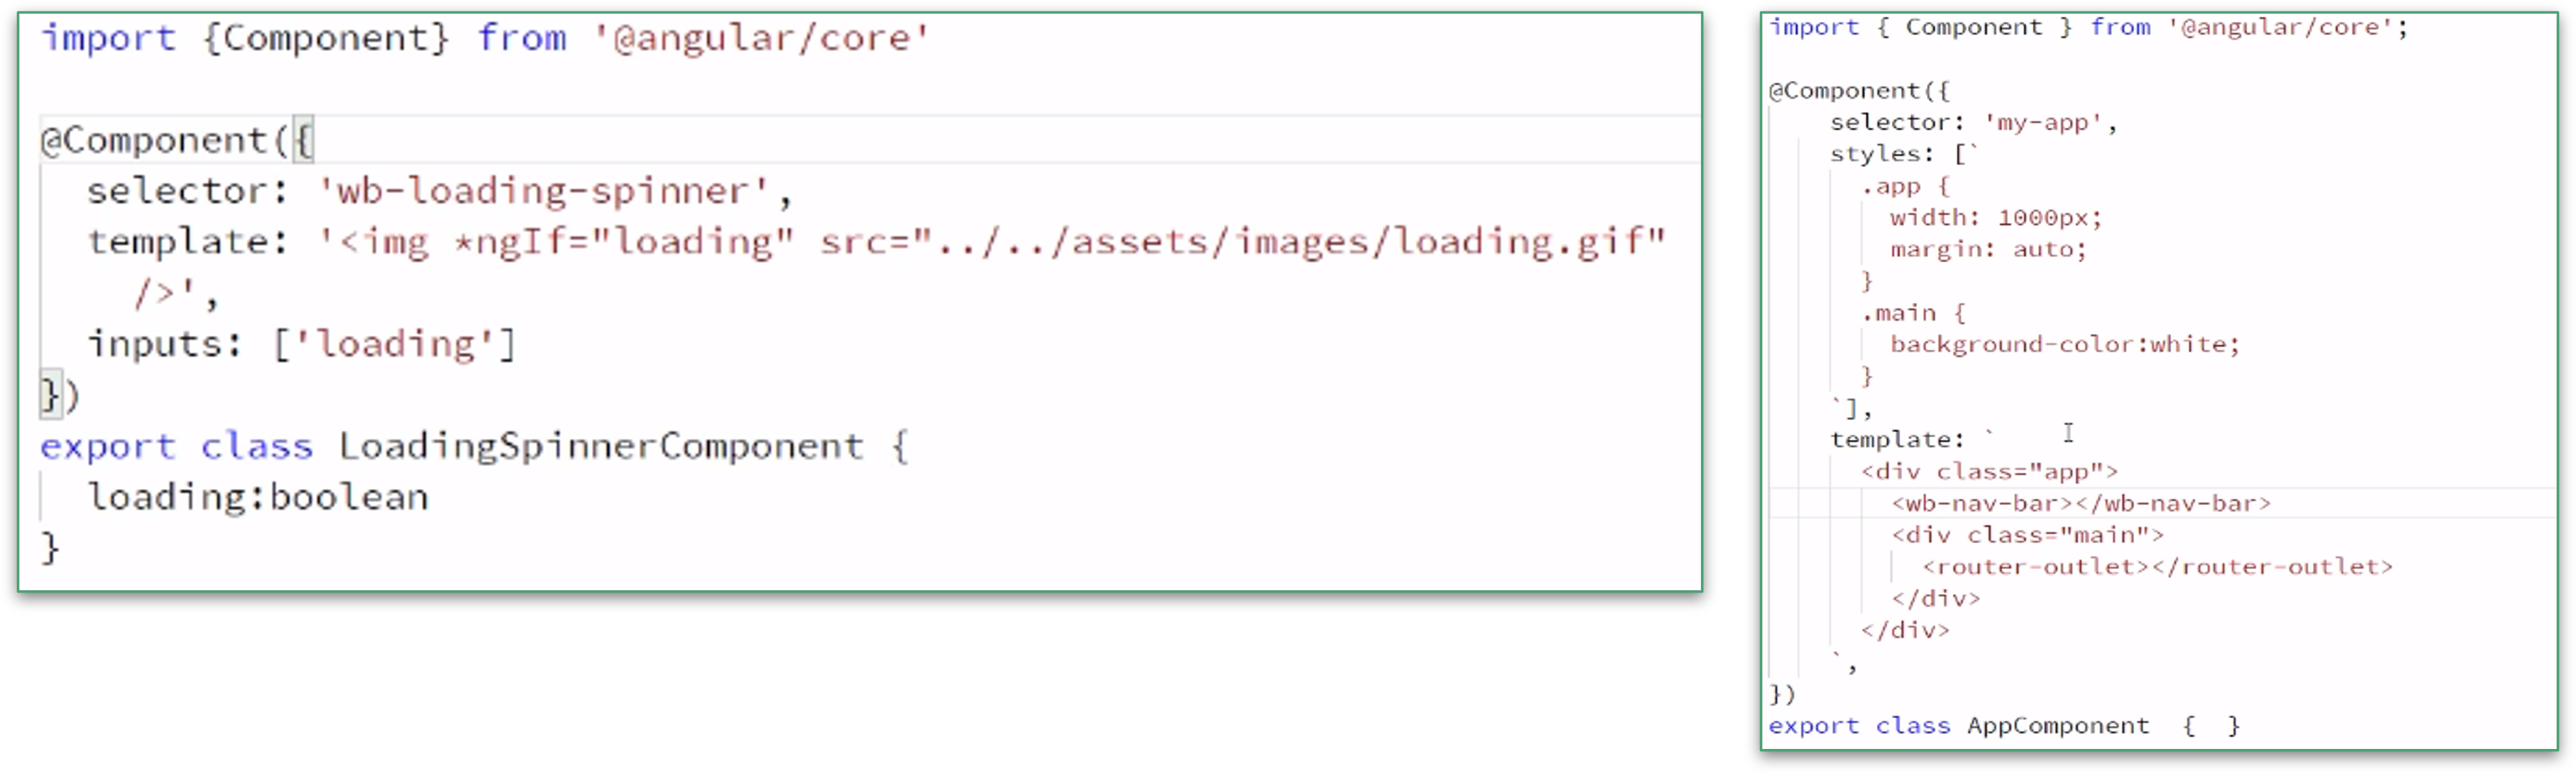 import {Component} from '@angular/core'
@Component({
  selector: 'wb-loading-spinner',
  template: '<img *ngIf="loading" src="../../assets/images/loading.gif"
    />',
  inputs: ['loading']
})
export class LoadingSpinnerComponent {
  loading:boolean
}
import { Component } from '@angular/core';
@Component({
    selector: 'my-app',
    styles: [`
      .app {
        width: 1000px;
        margin: auto;
      }
      .main {
        background-color:white;
      }
    `],
    template: `
      <div class="app">
        <wb-nav-bar></wb-nav-bar>
        <div class="main">
          <router-outlet></router-outlet>
        </div>
      </div>
    `,
})
export class AppComponent  {  }